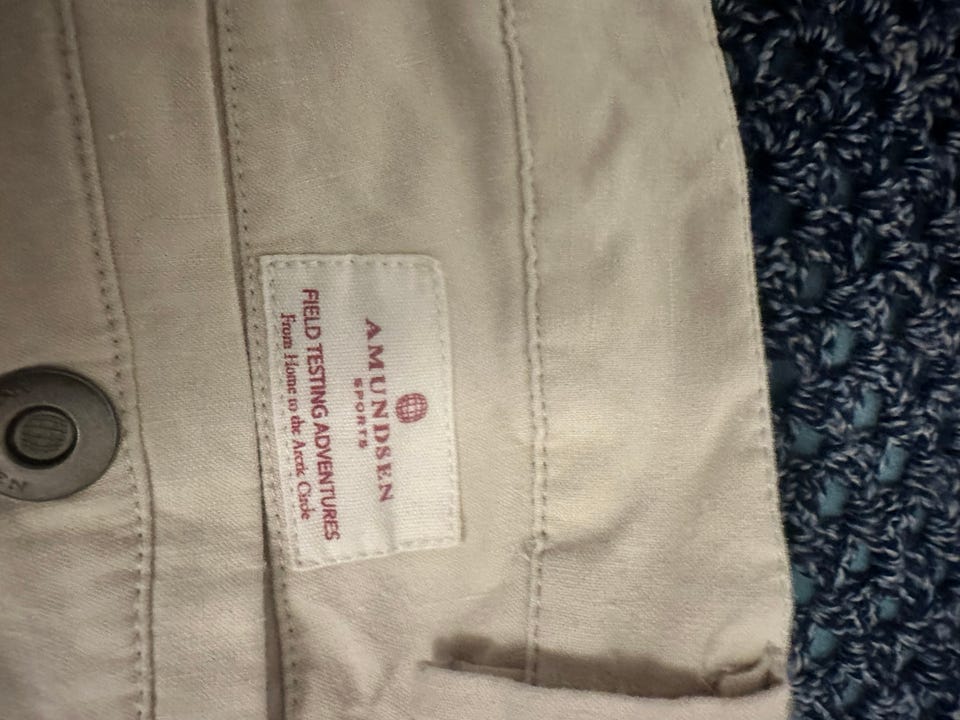 AMUNDSEN
SPORTS
FIELD TESTING ADVENTURES
From Home to the Arctic Circle